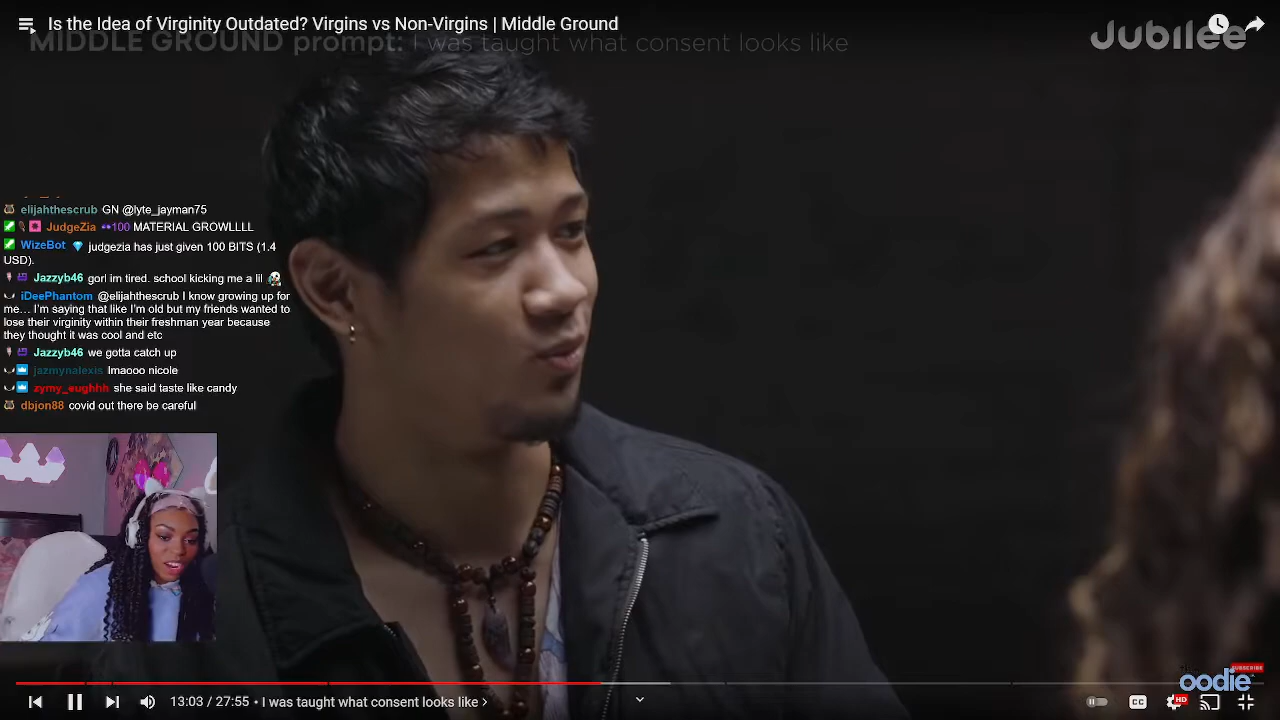 Is the Idea of Virginity Outdated? Virgins vs Non-Virgins | Middle Ground
MIDDLE GROUND prompt: I was taught what consent looks like
Jubilee
elijahthescrub GN @lyte_jayman75
JudgeZia 100 MATERIAL GROWLLLL
WizeBot judgezia has just given 100 BITS (1.4
USD).
Jazzyb46 gorl im tired. school kicking me a lil
iDeePhantom @elijahthescrub I know growing up for
me... I'm saying that like I'm old but my friends wanted to
lose their virginity within their freshman year because
they thought it was cool and etc
Jazzyb46 we gotta catch up
jazmynalexis lmaooo nicole
zymy_eughhh she said taste like candy
dbjon88 covid out there be careful
SUBSCRIBE
oodie
13:03 / 27:55 • I was taught what consent looks like
CC
HD